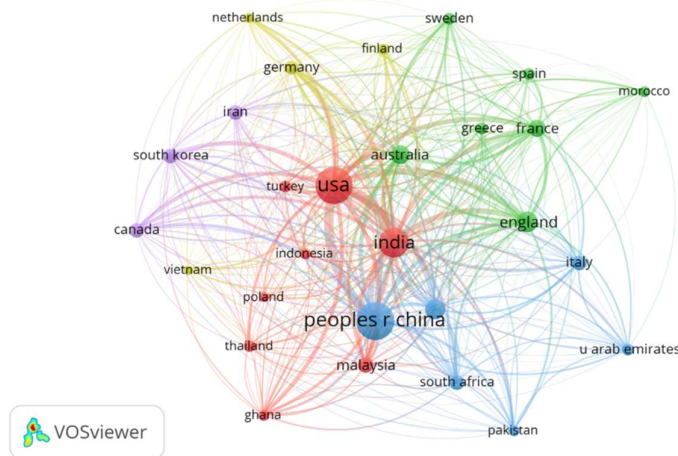 netherlands
sweden
finland
germany
spain
morocco
iran
greece
france
south korea
australia
turkey
usa
canada
england
india
indonesia
vietnam
italy
poland
peoples r china
thailand
u arab emirates
malaysia
south africa
ghana
pakistan
VOSviewer